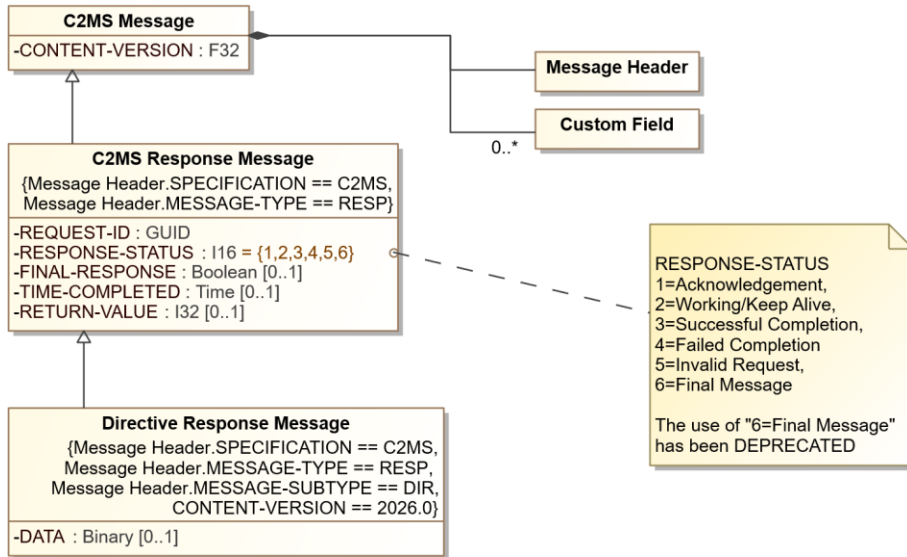 C2MS Message
-CONTENT-VERSION : F32
Message Header
Custom Field
0..*
C2MS Response Message
{Message Header.SPECIFICATION == C2MS,
Message Header.MESSAGE-TYPE == RESP}
-REQUEST-ID : GUID
-RESPONSE-STATUS : I16 = {1,2,3,4,5,6}
-FINAL-RESPONSE : Boolean [0..1]
-TIME-COMPLETED : Time [0..1]
-RETURN-VALUE : I32 [0..1]
RESPONSE-STATUS
1=Acknowledgement,
2=Working/Keep Alive,
3=Successful Completion,
4=Failed Completion
5=Invalid Request,
6=Final Message
The use of "6=Final Message"
has been DEPRECATED
Directive Response Message
{Message Header.SPECIFICATION == C2MS,
Message Header.MESSAGE-TYPE == RESP,
Message Header.MESSAGE-SUBTYPE == DIR,
CONTENT-VERSION == 2026.0}
-DATA : Binary [0..1]